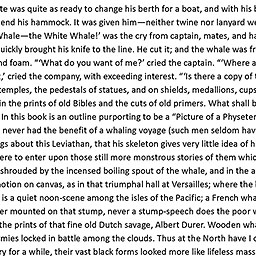 te was quite as ready to change his berth for a boat, and with his b
end his hammock. It was given him—neither twine nor lanyard we
Whale—the White Whale!' was the cry from captain, mates, and ha
quickly brought his knife to the line. He cut it; and the whale was fr
nd foam. "'What do you want of me?' cried the captain. "'Where a
,' cried the captain, with exceeding interest. "'Is there a copy of t
temples, the pedestals of statues, and on shields, medallions, cups
in the prints of old Bibles and the cuts of old primers. What shall b
In this book is an outline purporting to be a "Picture of a Physeter
never had the benefit of a whaling voyage (such men seldom hav
gs about this Leviathan, that his skeleton gives very little idea of h
ere to enter upon those still more monstrous stories of them whic
shrouded by the incensed boiling spout of the whale, and in the a
notion on canvas, as in that triumphal hall at Versailles; where the
is a quiet noon-scene among the isles of the Pacific; a French wha
er mounted on that stump, never a stump-speech does the poor w
the prints of that fine old Dutch savage, Albert Durer. Wooden wha
mies locked in battle among the clouds. Thus at the North have I c
ry for a while, their vast black forms looked more like lifeless mass